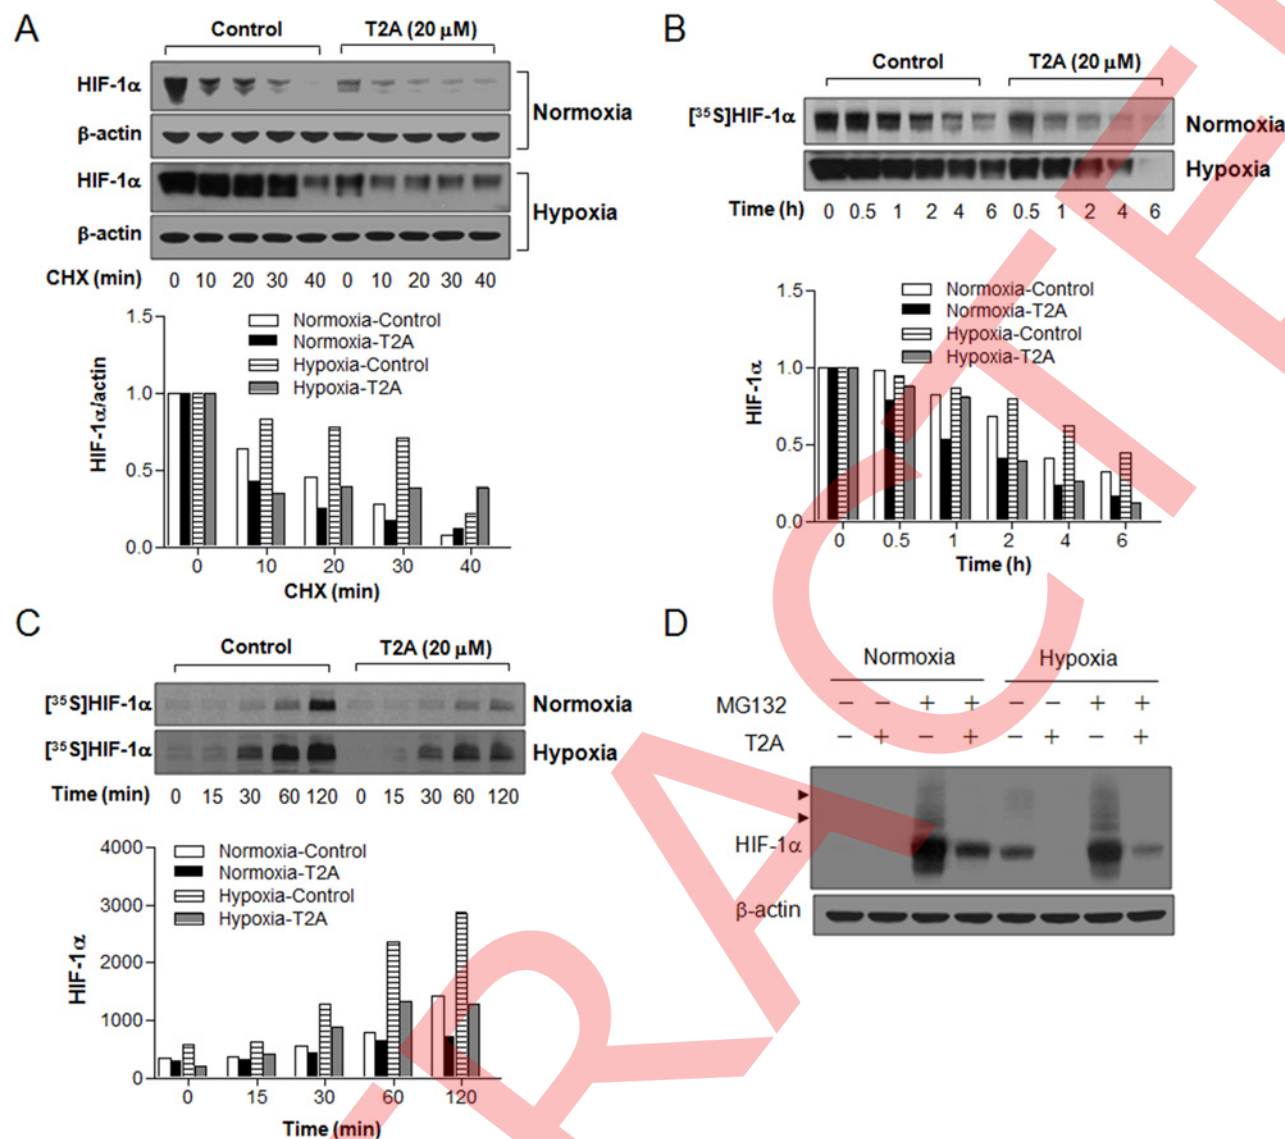 A
Control T2A (20 μM)
HIF-1α
β-actin
Normoxia
HIF-1α
β-actin
Hypoxia
CHX (min) 0 10 20 30 40 0 10 20 30 40
1.5
1.0
0.5
0.0
HIF-1α/actin
Normoxia-Control
Normoxia-T2A
Hypoxia-Control
Hypoxia-T2A
0 10 20 30 40
CHX (min)
B
Control T2A (20 μM)
[³⁵S]HIF-1α Normoxia
Hypoxia
Time (h) 0 0.5 1 2 4 6 0.5 1 2 4 6
1.5
1.0
0.5
0.0
HIF-1α
Normoxia-Control
Normoxia-T2A
Hypoxia-Control
Hypoxia-T2A
0 0.5 1 2 4 6
Time (h)
C
Control T2A (20 μM)
[³⁵S]HIF-1α Normoxia
[³⁵S]HIF-1α Hypoxia
Time (min) 0 15 30 60 120 0 15 30 60 120
4000
3000
2000
1000
0
HIF-1α
Normoxia-Control
Normoxia-T2A
Hypoxia-Control
Hypoxia-T2A
0 15 30 60 120
Time (min)
D
Normoxia Hypoxia
MG132 − − + + − − + +
T2A − + − + − + − +
HIF-1α
β-actin